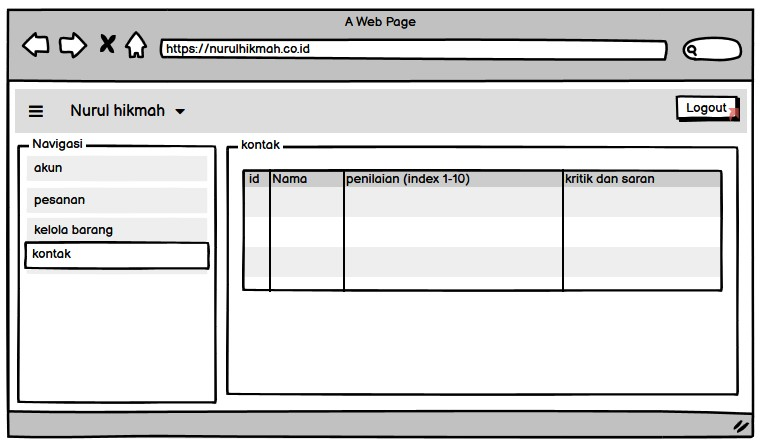 A Web Page
https://nurulhikmah.co.id
Nurul hikmah
Logout
Navigasi
akun
pesanan
kelola barang
kontak
kontak
id Nama penilaian (index 1-10) kritik dan saran